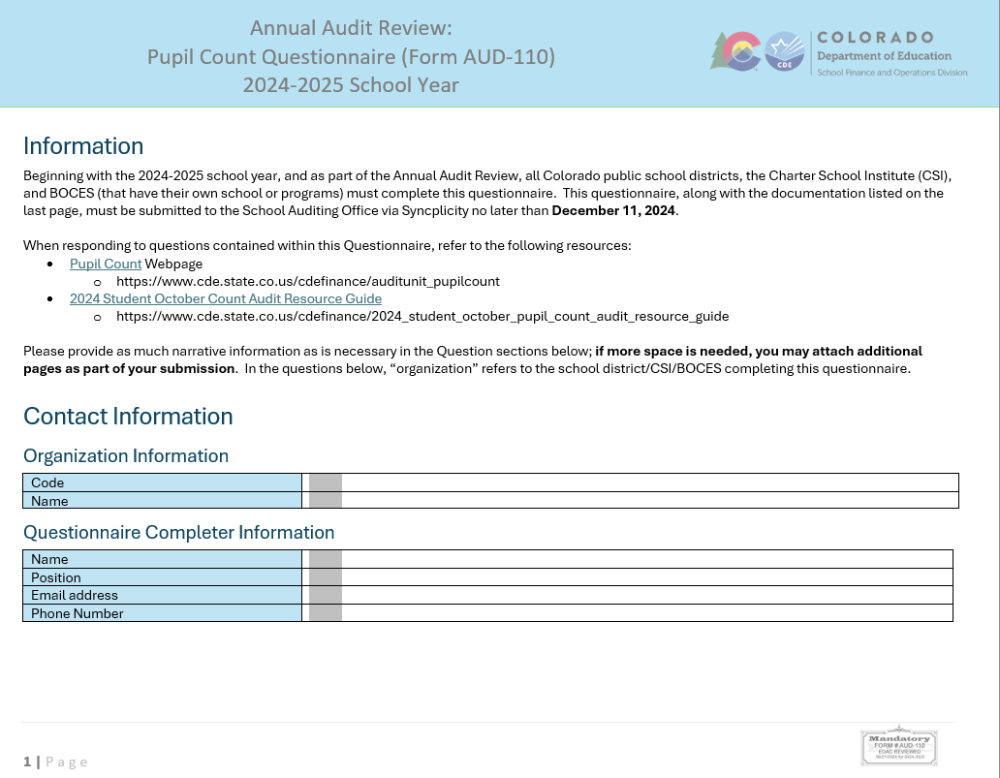 Annual Audit Review:
Pupil Count Questionnaire (Form AUD-110)
2024-2025 School Year
CDE
COLORADO
Department of Education
School Finance and Operations Division
Information
Beginning with the 2024-2025 school year, and as part of the Annual Audit Review, all Colorado public school districts, the Charter School Institute (CSI),
and BOCES (that have their own school or programs) must complete this questionnaire.  This questionnaire, along with the documentation listed on the
last page, must be submitted to the School Auditing Office via Syncplicity no later than December 11, 2024.
When responding to questions contained within this Questionnaire, refer to the following resources:
• Pupil Count Webpage
o https://www.cde.state.co.us/cdefinance/auditunit_pupilcount
• 2024 Student October Count Audit Resource Guide
o https://www.cde.state.co.us/cdefinance/2024_student_october_pupil_count_audit_resource_guide
Please provide as much narrative information as is necessary in the Question sections below; if more space is needed, you may attach additional
pages as part of your submission.  In the questions below, “organization” refers to the school district/CSI/BOCES completing this questionnaire.
Contact Information
Organization Information
Code
Name
Questionnaire Completer Information
Name
Position
Email address
Phone Number
1 | Page
Mandatory
FORM # AUD-110
EDAC REVIEWED
for 2024-2025